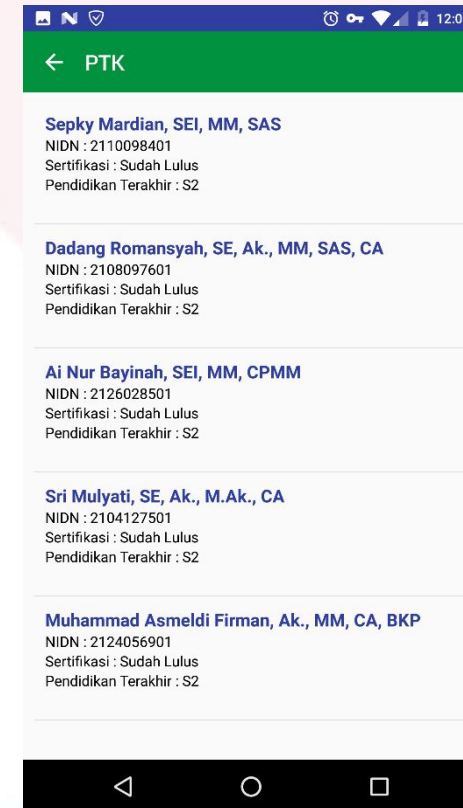 12:0
PTK
Sepky Mardian, SEI, MM, SAS
NIDN : 2110098401
Sertifikasi : Sudah Lulus
Pendidikan Terakhir : S2
Dadang Romansyah, SE, Ak., MM, SAS, CA
NIDN : 2108097601
Sertifikasi : Sudah Lulus
Pendidikan Terakhir : S2
Ai Nur Bayinah, SEI, MM, CPMM
NIDN : 2126028501
Sertifikasi : Sudah Lulus
Pendidikan Terakhir : S2
Sri Mulyati, SE, Ak., M.Ak., CA
NIDN : 2104127501
Sertifikasi : Sudah Lulus
Pendidikan Terakhir : S2
Muhammad Asmeldi Firman, Ak., MM, CA, BKP
NIDN : 2124056901
Sertifikasi : Sudah Lulus
Pendidikan Terakhir : S2